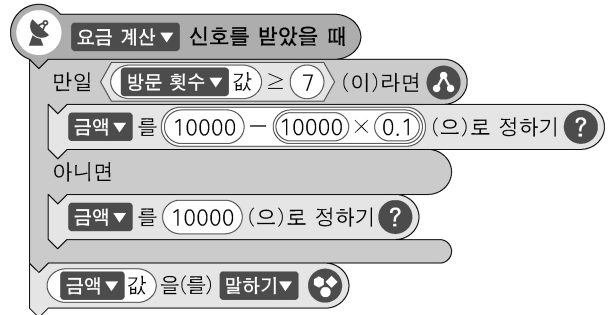 요금 계산▼ 신호를 받았을 때
만일 방문 횟수▼ 값 ≥ 7 (이)라면
금액▼ 를 10000 − 10000 × 0.1 (으)로 정하기 ?
아니면
금액▼ 를 10000 (으)로 정하기 ?
금액▼ 값 을(를) 말하기▼